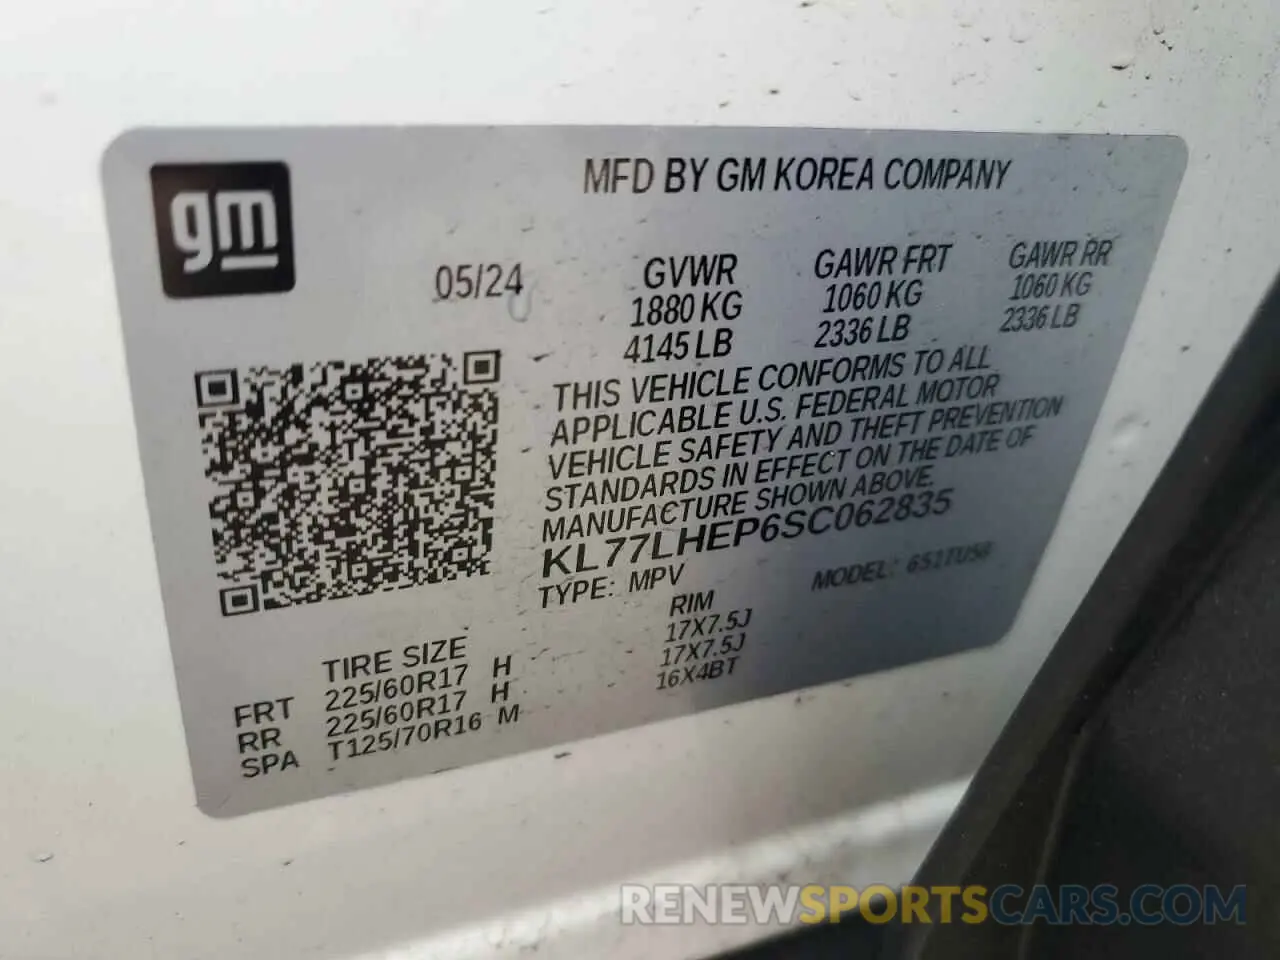 gm
MFD BY GM KOREA COMPANY
05/24
GVWR GAWR FRT GAWR RR
1880 KG 1060 KG 1060 KG
4145 LB 2336 LB 2336 LB
THIS VEHICLE CONFORMS TO ALL
APPLICABLE U.S. FEDERAL MOTOR
VEHICLE SAFETY AND THEFT PREVENTION
STANDARDS IN EFFECT ON THE DATE OF
MANUFACTURE SHOWN ABOVE.
KL77LHEP6SC062835
TYPE: MPV MODEL:
TIRE SIZE RIM
FRT 225/60R17 H 17X7.5J
RR 225/60R17 H 17X7.5J
SPA T125/70R16 M 16X4BT
RENEWSPORTSCARS.COM